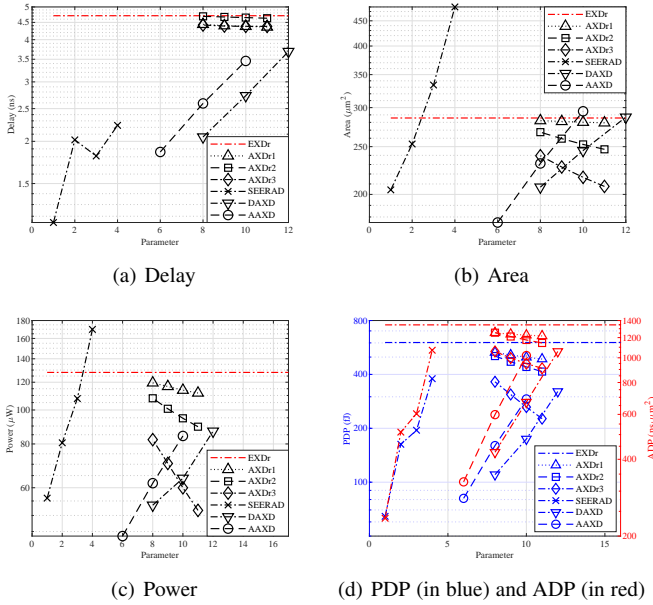 5
4.5
3.5
2.5
2
1.5
Delay (ns)
0 2 4 6 8 10 12
Parameter
EXDr
AXDr1
AXDr2
AXDr3
SEERAD
DAXD
AAXD
(a) Delay
450
400
350
300
250
200
Area (μm²)
0 2 4 6 8 10 12
Parameter
EXDr
AXDr1
AXDr2
AXDr3
SEERAD
DAXD
AAXD
(b) Area
180
150
120
100
80
60
Power (μW)
0 2 4 6 8 10 12 14 16
Parameter
EXDr
AXDr1
AXDr2
AXDr3
SEERAD
DAXD
AAXD
(c) Power
800
600
400
200
100
PDP (fJ)
1400
1200
1000
800
600
400
200
ADP (ns·μm²)
0 5 10 15
Parameter
EXDr
AXDr1
AXDr2
AXDr3
SEERAD
DAXD
AAXD
(d) PDP (in blue) and ADP (in red)